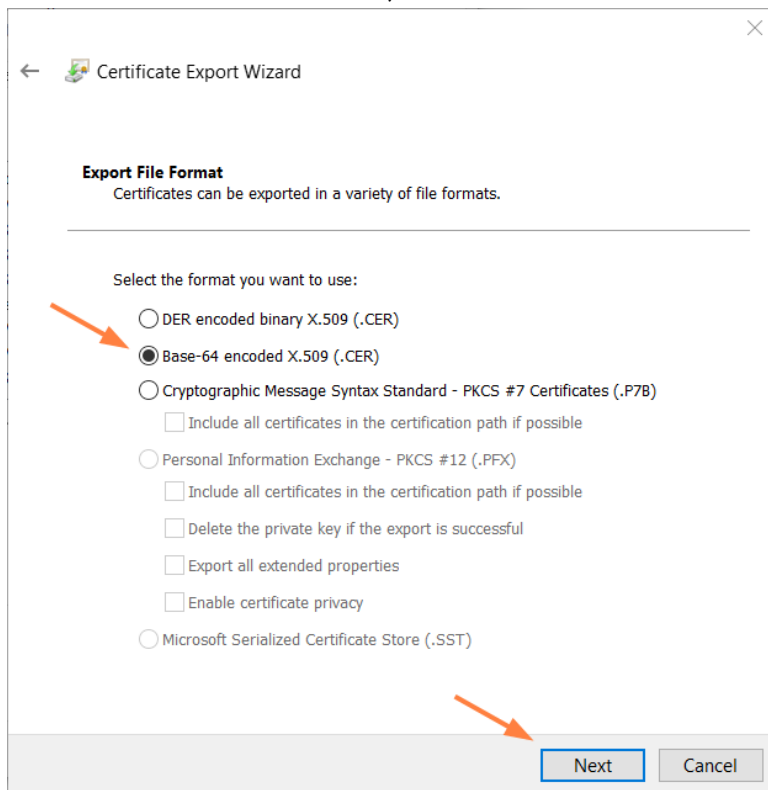 Certificate Export Wizard
Export File Format
Certificates can be exported in a variety of file formats.
Select the format you want to use:
DER encoded binary X.509 (.CER)
Base-64 encoded X.509 (.CER)
Cryptographic Message Syntax Standard - PKCS #7 Certificates (.P7B)
Include all certificates in the certification path if possible
Personal Information Exchange - PKCS #12 (.PFX)
Include all certificates in the certification path if possible
Delete the private key if the export is successful
Export all extended properties
Enable certificate privacy
Microsoft Serialized Certificate Store (.SST)
Next Cancel